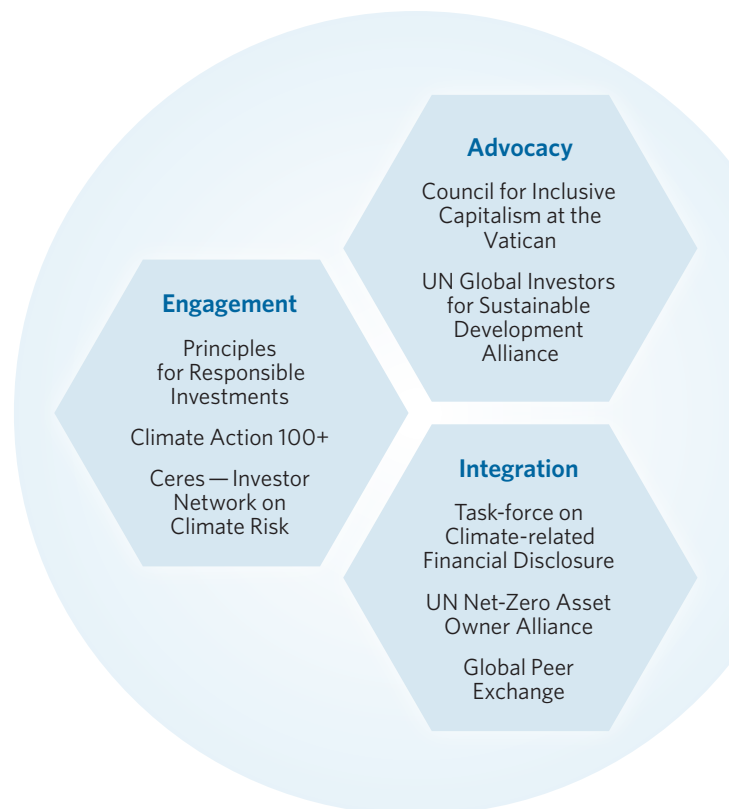 Advocacy
Council for Inclusive
Capitalism at the
Vatican
UN Global Investors
for Sustainable
Development
Alliance
Engagement
Principles
for Responsible
Investments
Climate Action 100+
Ceres — Investor
Network on
Climate Risk
Integration
Task-force on
Climate-related
Financial Disclosure
UN Net-Zero Asset
Owner Alliance
Global Peer
Exchange